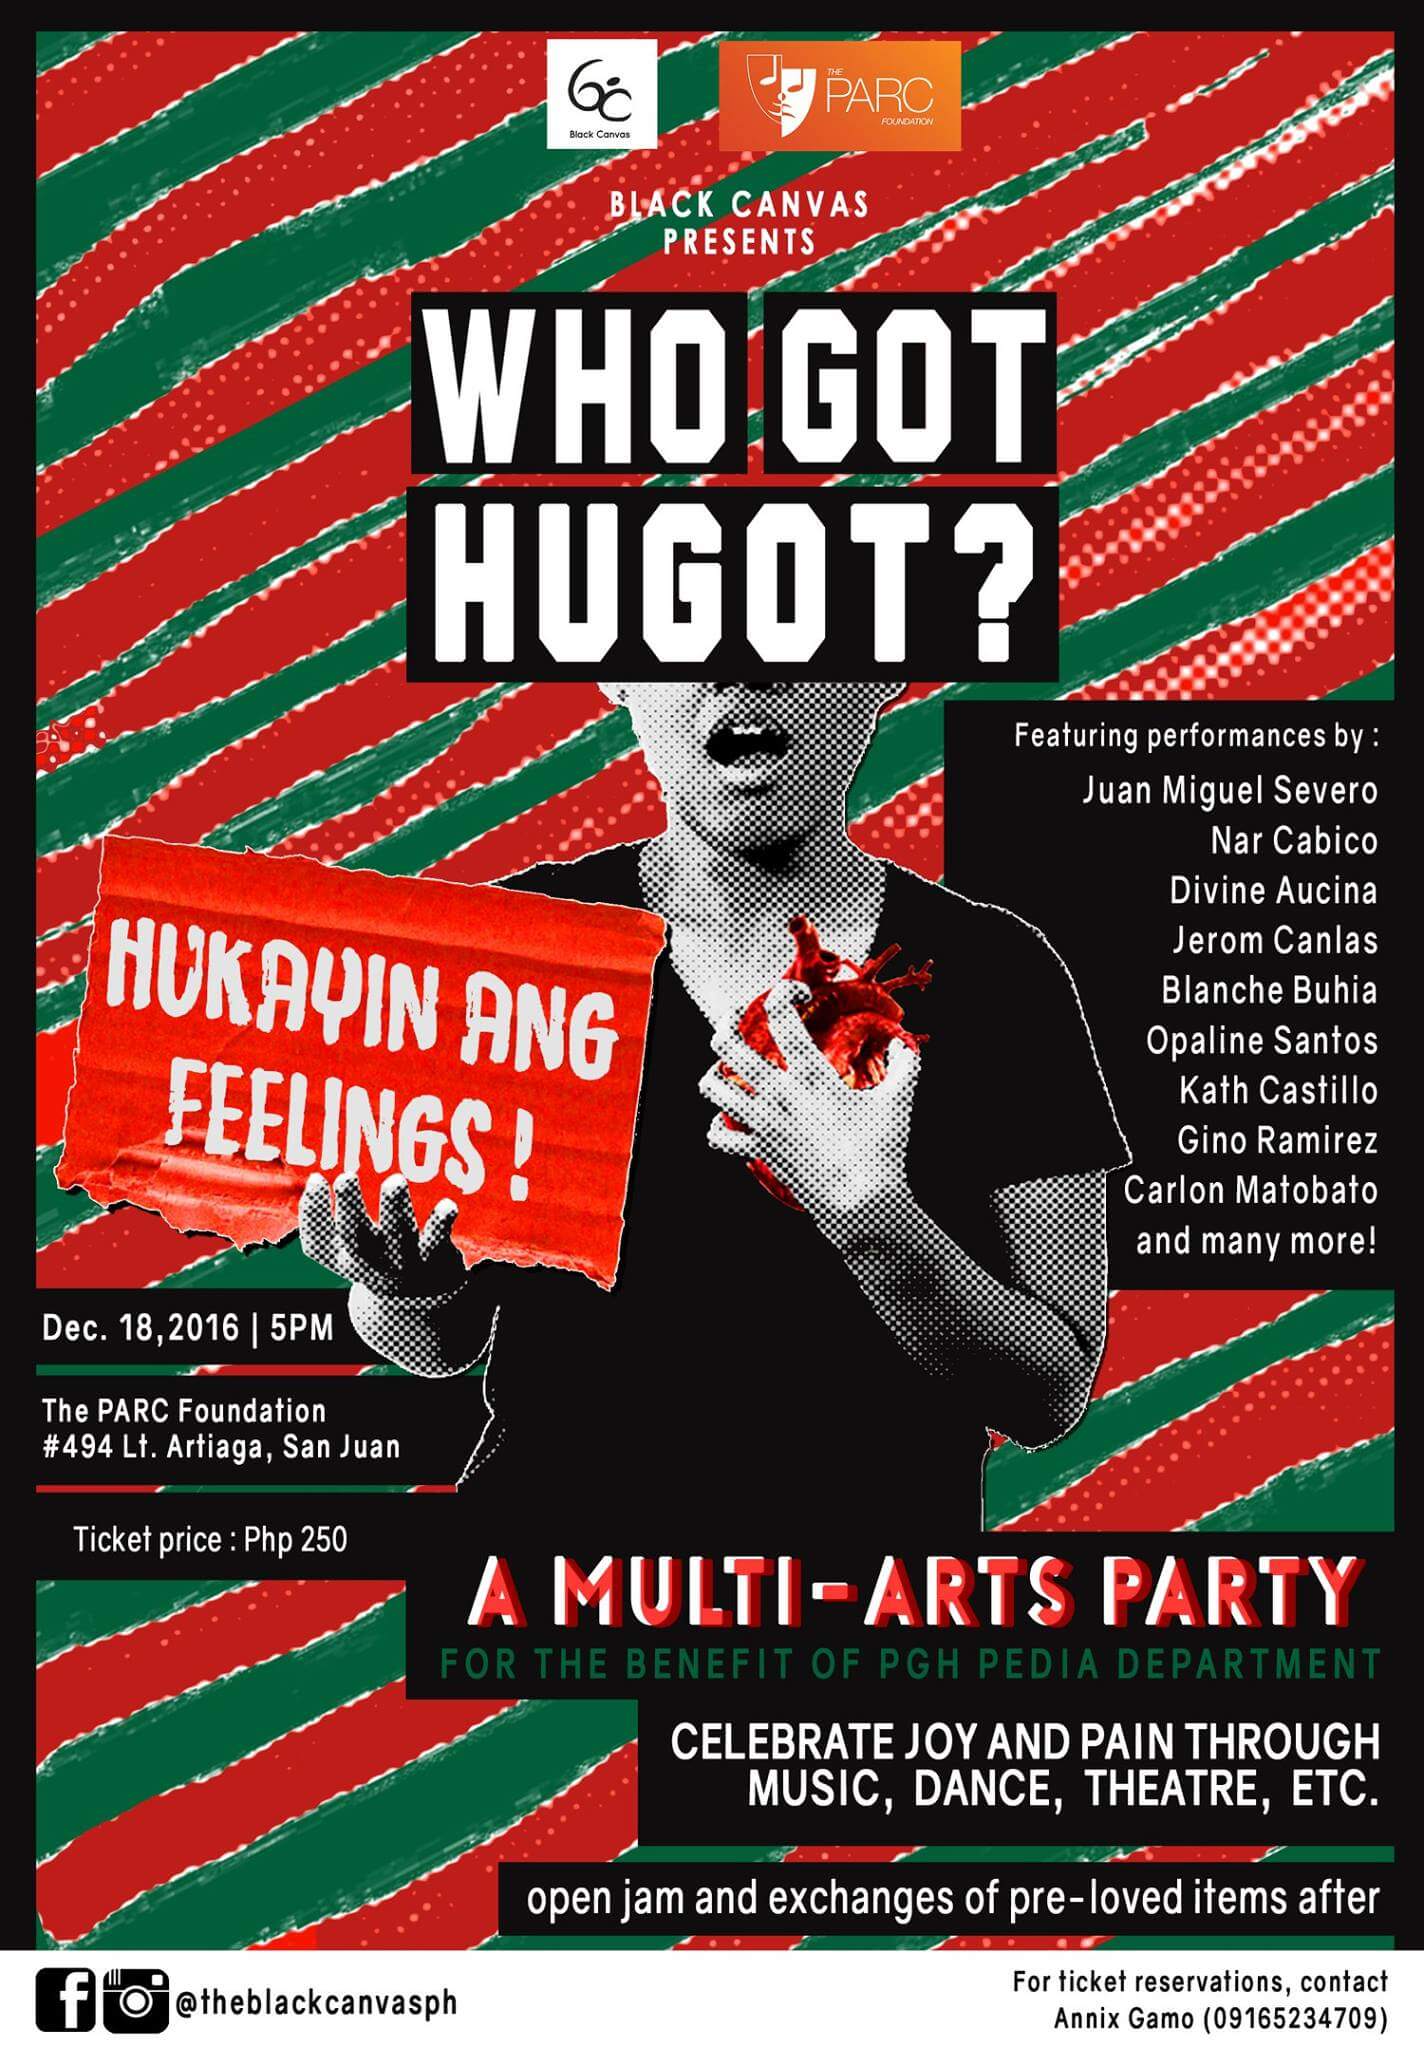 bc
Black Canvas
THE
PARC
FOUNDATION
BLACK CANVAS
PRESENTS
WHO GOT
HUGOT?
Featuring performances by :
Juan Miguel Severo
Nar Cabico
Divine Aucina
Jerom Canlas
Blanche Buhia
Opaline Santos
Kath Castillo
Gino Ramirez
Carlon Matobato
and many more!
HUKAYIN ANG
FEELINGS !
Dec. 18,2016 | 5PM
The PARC Foundation
#494 Lt. Artiaga, San Juan
Ticket price : Php 250
A MULTI-ARTS PARTY
FOR THE BENEFIT OF PGH PEDIA DEPARTMENT
CELEBRATE JOY AND PAIN THROUGH
MUSIC, DANCE, THEATRE, ETC.
open jam and exchanges of pre-loved items after
@theblackcanvasph
For ticket reservations, contact
Annix Gamo (09165234709)